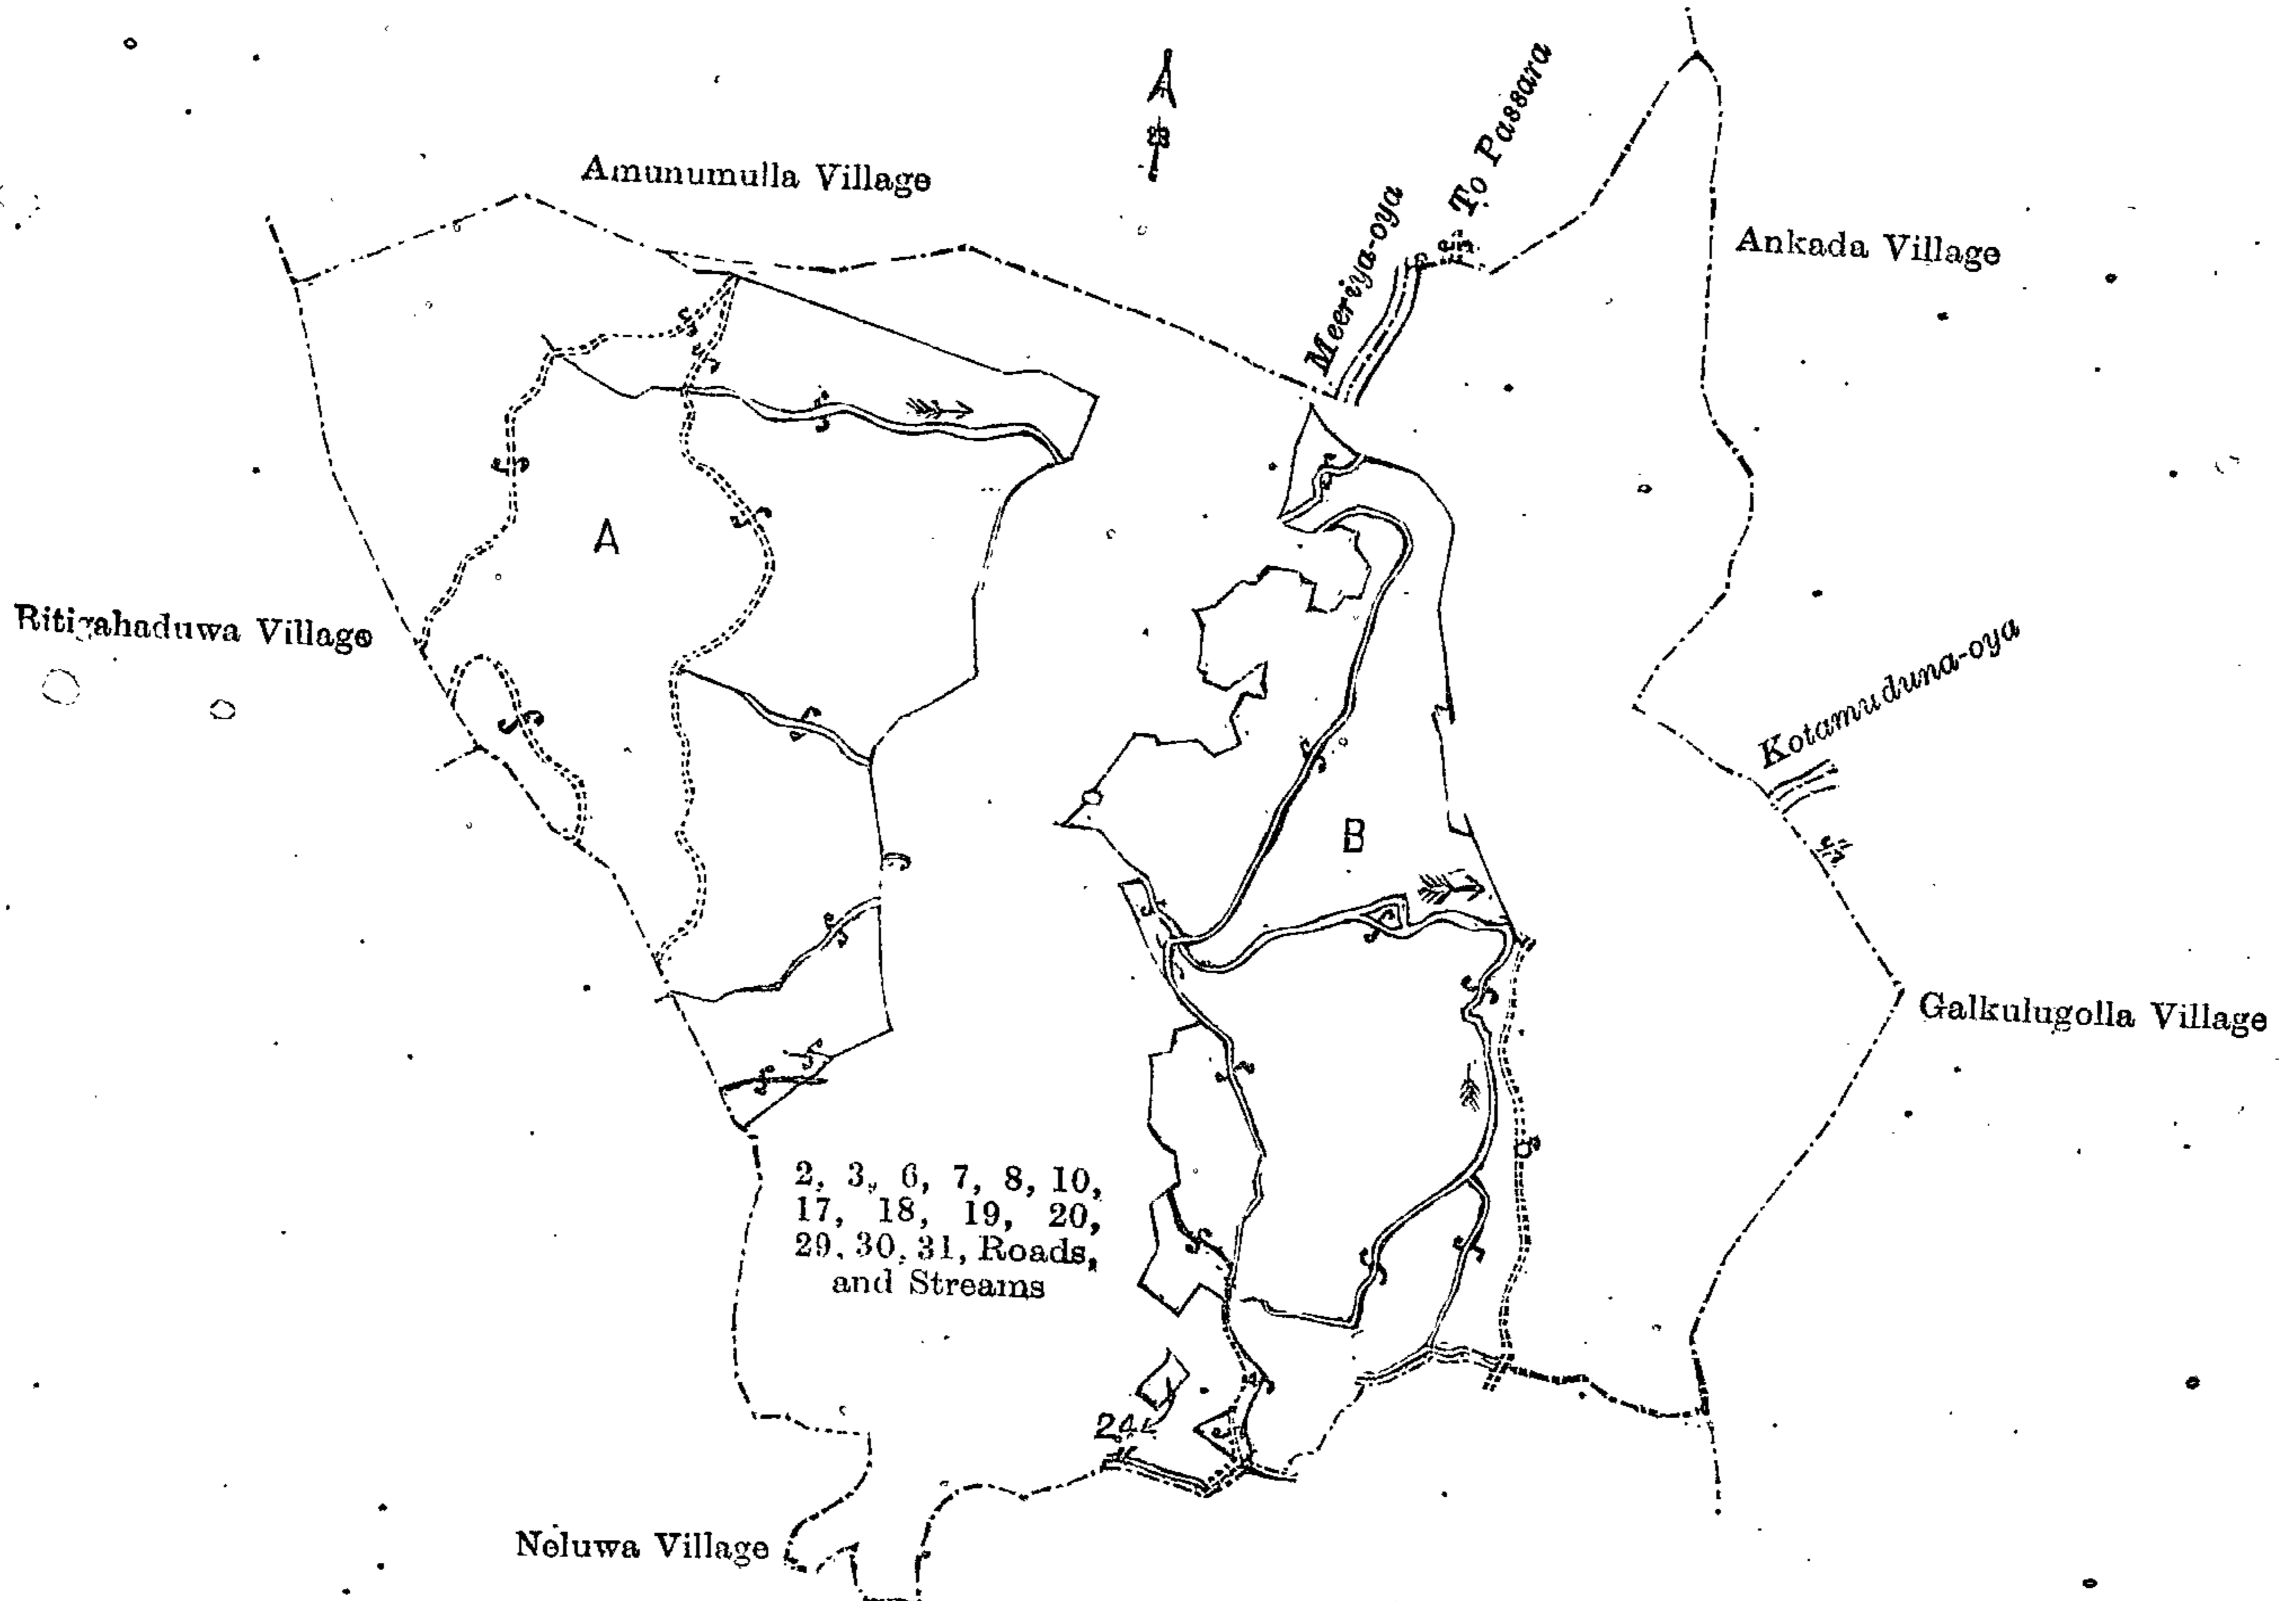 Amunumulla Village
To Passara
Meeriya-oya
Ankada Village
A
Ritigahaduwa Village
Kotamuduna-oya
B
Galkulugolla Village
2, 3, 6, 7, 8, 10,
17, 18, 19, 20,
29, 30, 31, Roads,
and Streams
Neluwa Village